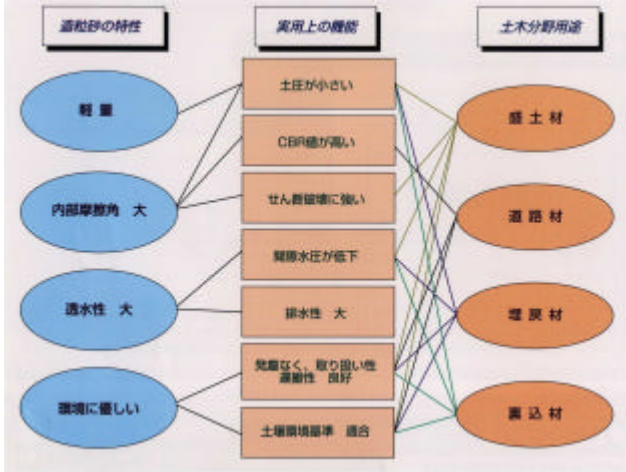 造粒砂の特性
実用上の機能
土木分野用途
軽量
内部摩擦角 大
透水性 大
環境に優しい
土圧が小さい
CBR値が高い
せん断破壊に強い
間隙水圧が低下
排水性 大
発塵なく、取り扱い性
運搬性 良好
土壌環境基準 適合
盛土材
道路材
埋戻材
裏込材